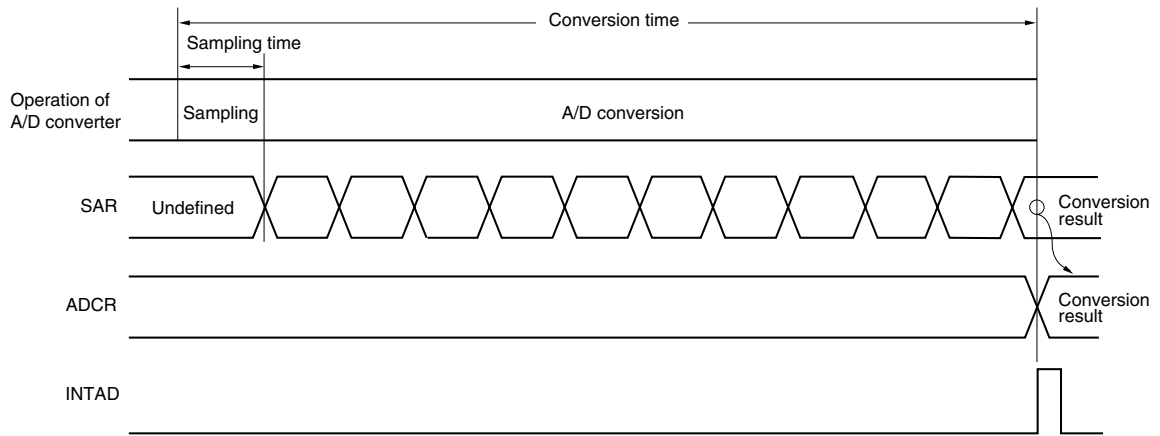 Conversion time
Sampling time
Operation of
A/D converter
Sampling
A/D conversion
SAR
Undefined
Conversion
result
ADCR
Conversion
result
INTAD